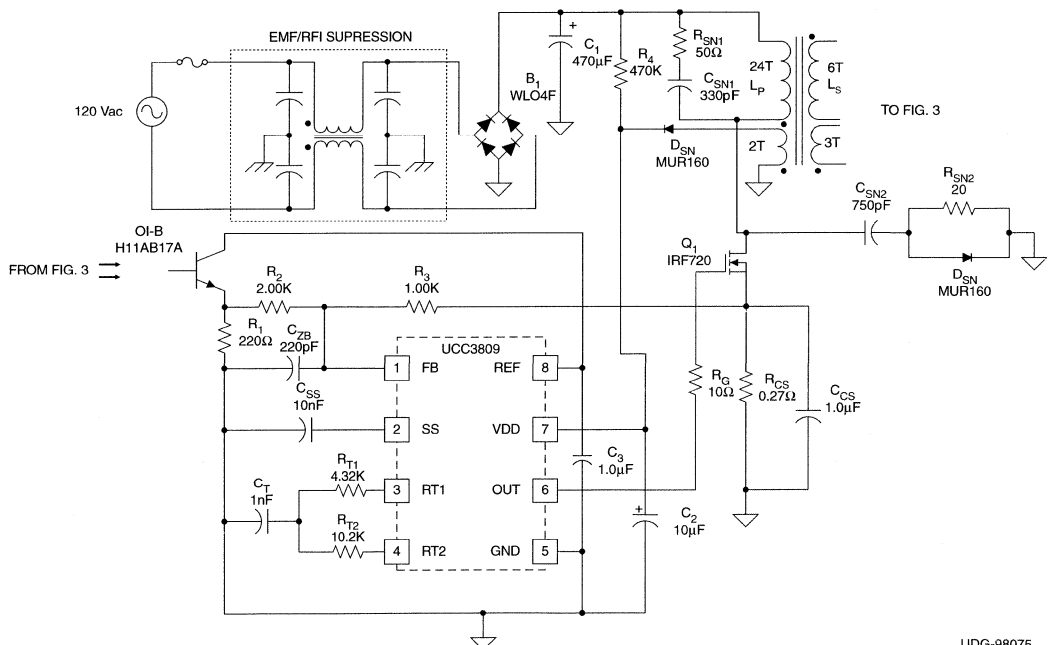 EMF/RFI SUPRESSION
120 Vac
B1
WLO4F
+
C1
470µF
R4
470K
RSN1
50Ω
CSN1
330pF
24T
LP
6T
LS
2T
3T
TO FIG. 3
DSN
MUR160
CSN2
750pF
RSN2
20
DSN
MUR160
OI-B
H11AB17A
FROM FIG. 3
R2
2.00K
R3
1.00K
Q1
IRF720
R1
220Ω
CZB
220pF
CSS
10nF
UCC3809
1 FB REF 8
2 SS VDD 7
3 RT1 OUT 6
4 RT2 GND 5
RT1
4.32K
CT
1nF
RT2
10.2K
C3
1.0µF
+
C2
10µF
RG
10Ω
RCS
0.27Ω
CCS
1.0µF
UDG-98075